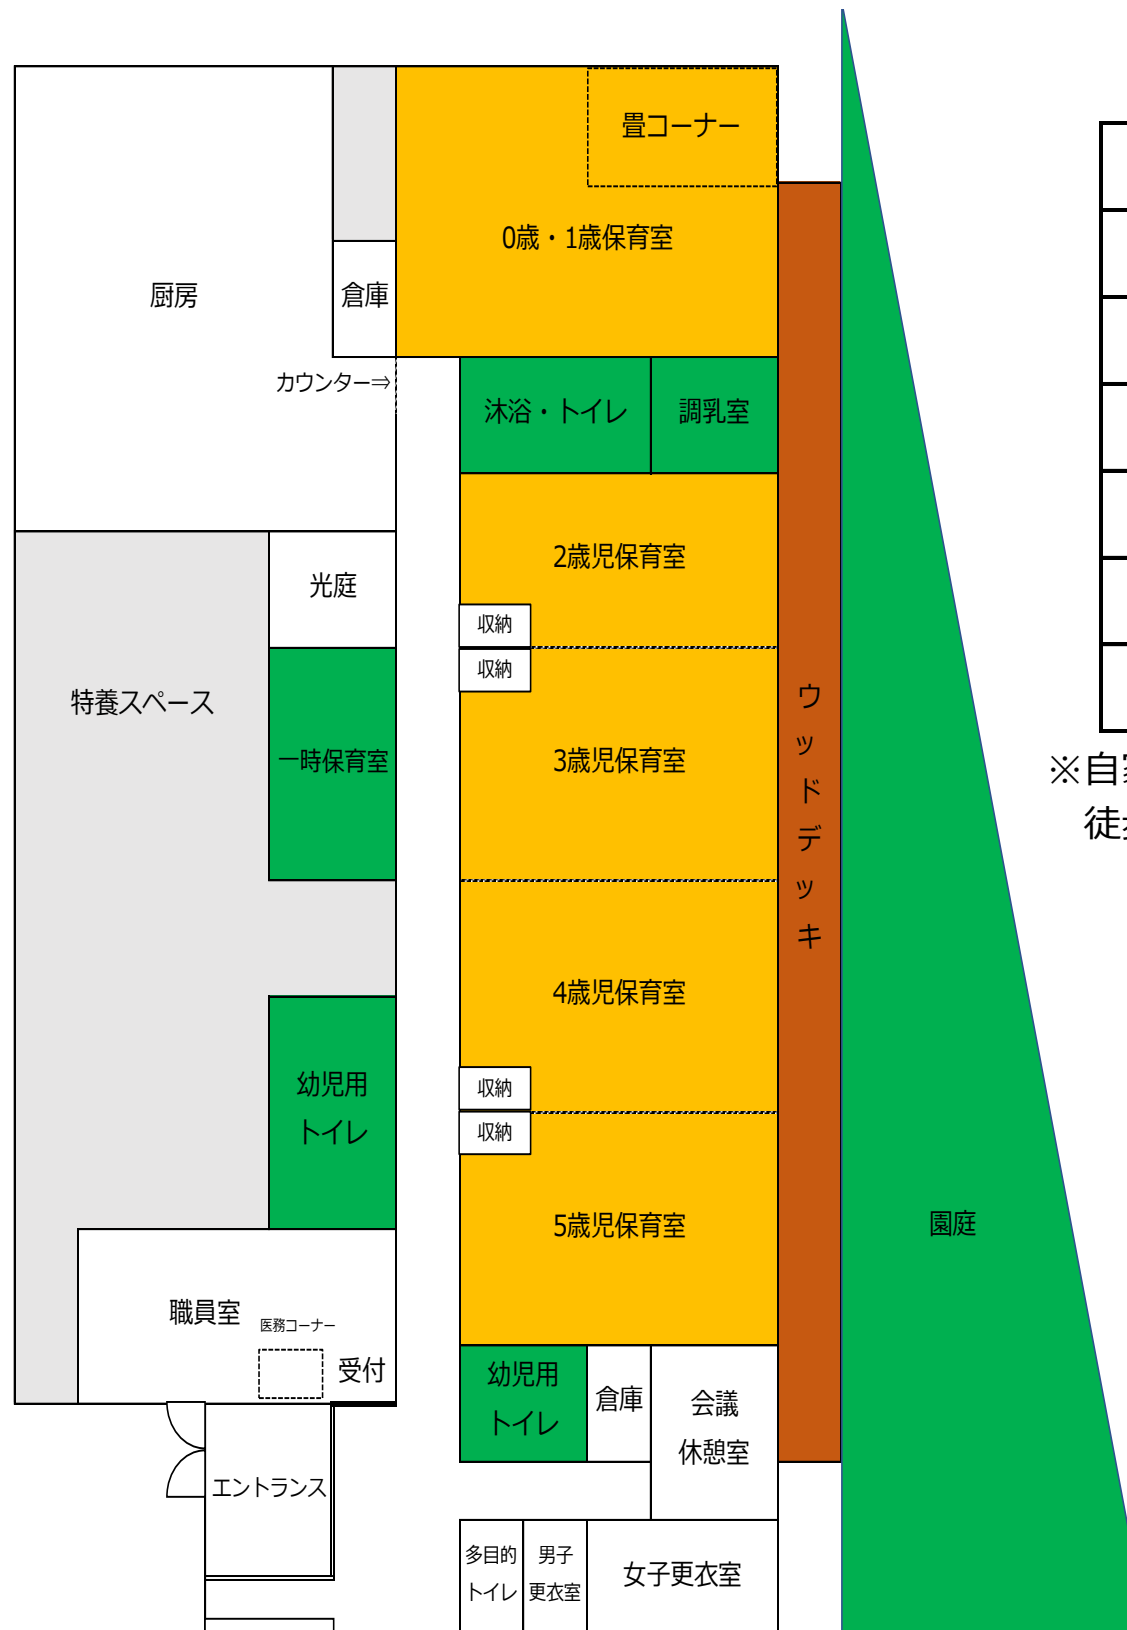 畳コーナー
0歳・1歳保育室
厨房
倉庫
カウンター⇒
沐浴・トイレ
調乳室
2歳児保育室
光庭
収納
収納
特養スペース
一時保育室
3歳児保育室
ウッドデッキ
※自家
徒歩
4歳児保育室
幼児用
トイレ
収納
収納
5歳児保育室
園庭
職員室
医務コーナー
受付
幼児用
トイレ
倉庫
会議
休憩室
エントランス
多目的
トイレ
男子
更衣室
女子更衣室